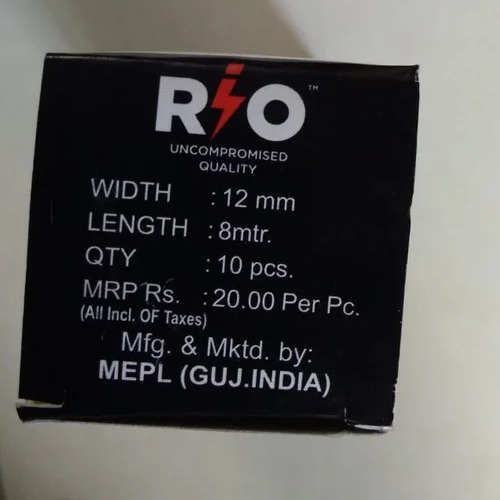 RiO™
UNCOMPROMISED
QUALITY
WIDTH : 12 mm
LENGTH : 8mtr.
QTY : 10 pcs.
MRP Rs. : 20.00 Per Pc.
(All Incl. OF Taxes)
Mfg. & Mktd. by:
MEPL (GUJ.INDIA)